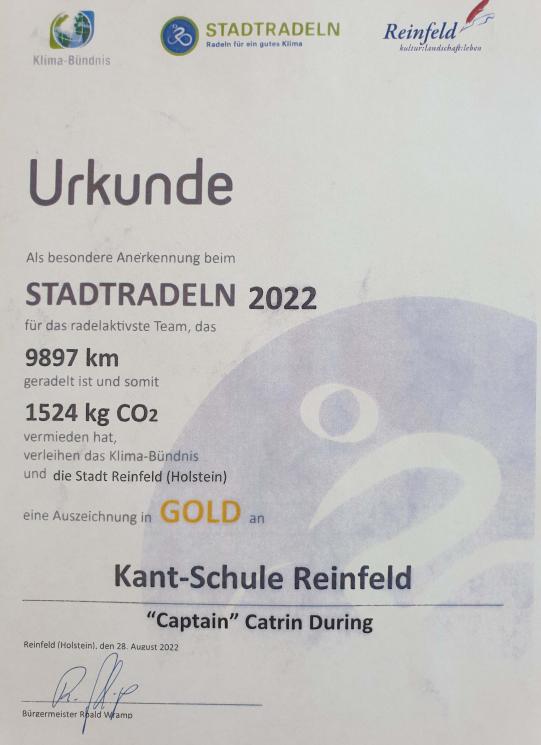 Klima-Bündnis
STADTRADELN
Radeln für ein gutes Klima
Reinfeld
kultur:landschaft:leben
Urkunde
Als besondere Anerkennung beim
STADTRADELN 2022
für das radelaktivste Team, das
9897 km
geradelt ist und somit
1524 kg CO2
vermieden hat,
verleihen das Klima-Bündnis
und die Stadt Reinfeld (Holstein)
eine Auszeichnung in GOLD an
Kant-Schule Reinfeld
"Captain" Catrin During
Reinfeld (Holstein), den 28. August 2022
Bürgermeister Roald Wramp